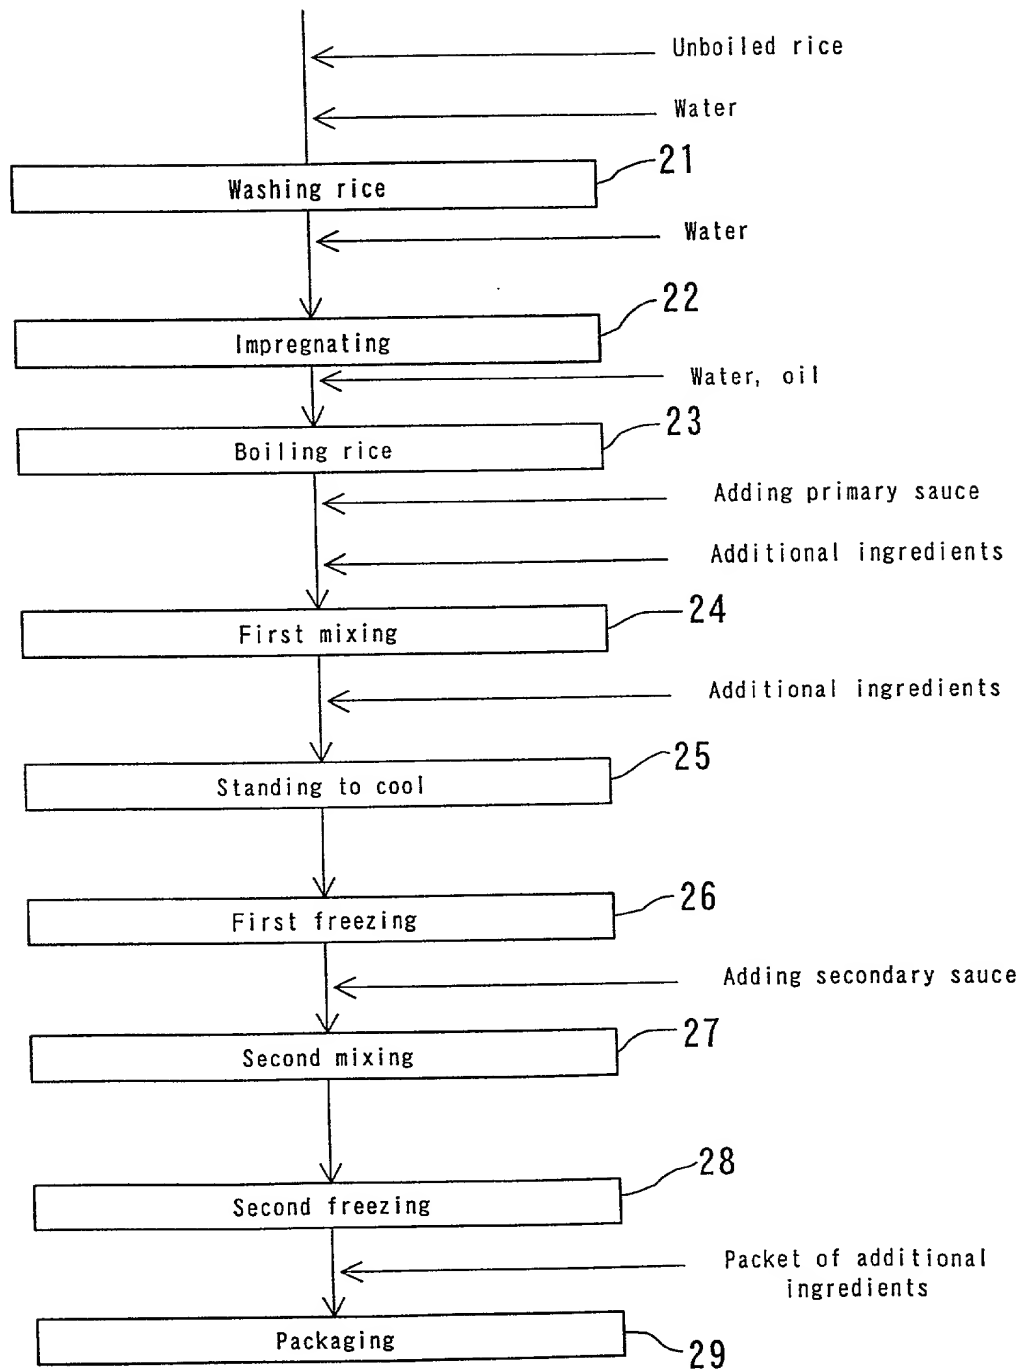 Unboiled rice
Water
21
Washing rice
Water
22
Impregnating
Water, oil
23
Boiling rice
Adding primary sauce
Additional ingredients
24
First mixing
Additional ingredients
25
Standing to cool
26
First freezing
Adding secondary sauce
27
Second mixing
28
Second freezing
Packet of additional
ingredients
Packaging
29